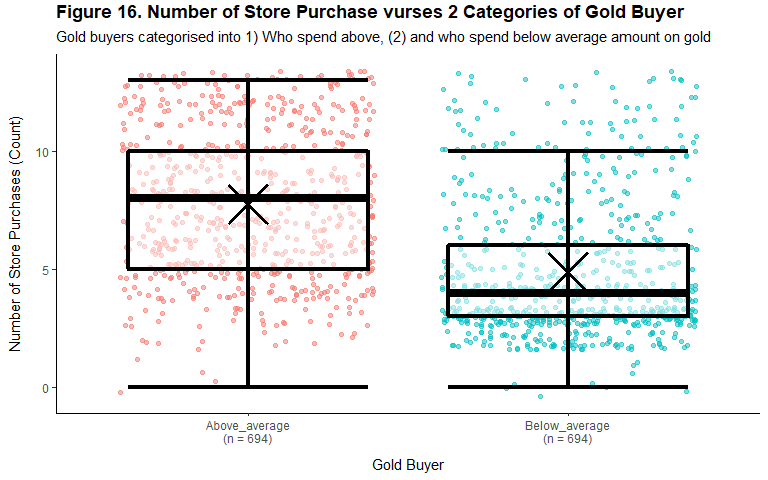 Figure 16. Number of Store Purchase vurses 2 Categories of Gold Buyer
Gold buyers categorised into 1) Who spend above, (2) and who spend below average amount on gold
Number of Store Purchases (Count)
10
5
0
Above_average
(n = 694)
Below_average
(n = 694)
Gold Buyer